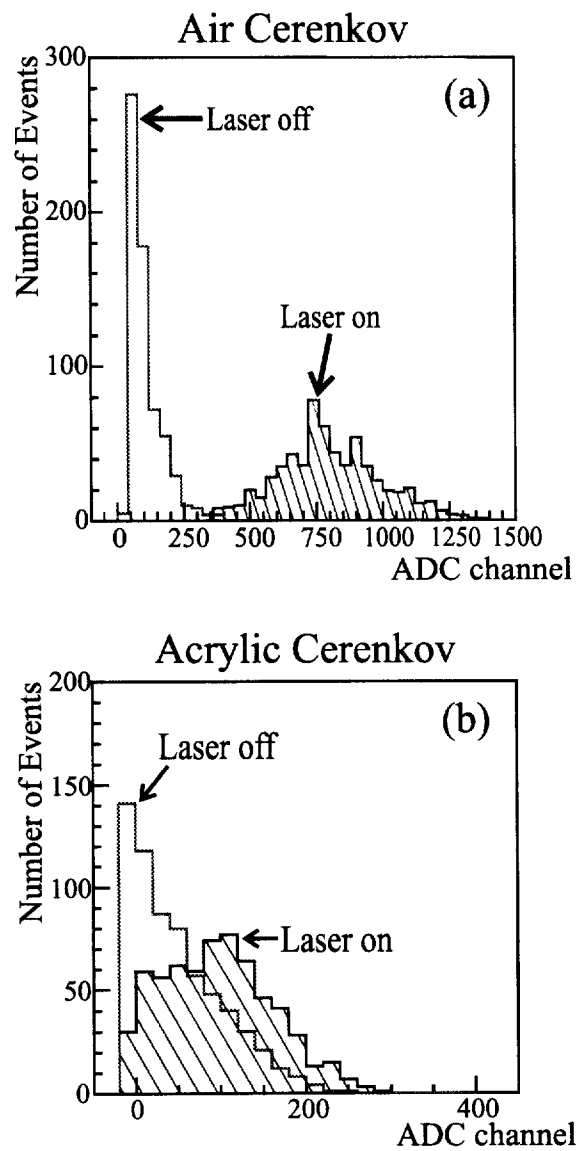 Air Cerenkov
(a)
Number of Events
300
200
100
0
Laser off
Laser on
0 250 500 750 1000 1250 1500
ADC channel
Acrylic Cerenkov
(b)
Number of Events
200
150
100
50
0
Laser off
Laser on
0 200 400
ADC channel